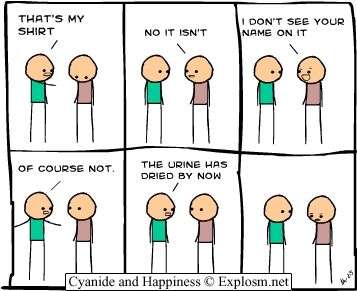 THAT'S MY
SHIRT
NO IT ISN'T
I DON'T SEE YOUR
NAME ON IT
OF COURSE NOT.
THE URINE HAS
DRIED BY NOW
Cyanide and Happiness © Explosm.net